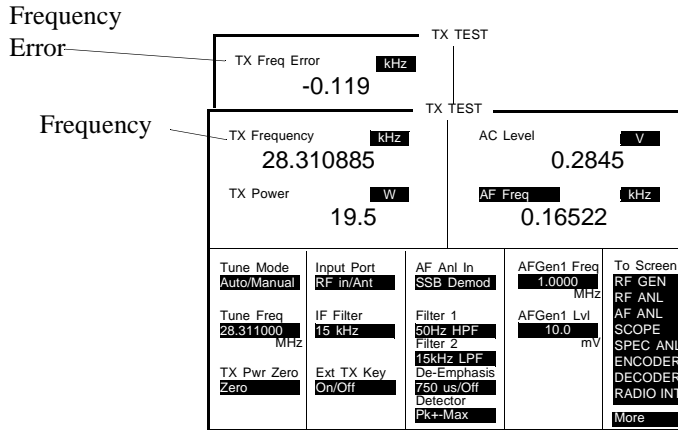 Frequency
Error
TX TEST
TX Freq Error kHz
-0.119
Frequency
TX TEST
TX Frequency kHz
28.310885
AC Level V
0.2845
TX Power W
19.5
AF Freq kHz
0.16522
Tune Mode
Auto/Manual
Tune Freq
28.311000
MHz
TX Pwr Zero
Zero
Input Port
RF in/Ant
IF Filter
15 kHz
Ext TX Key
On/Off
AF Anl In
SSB Demod
Filter 1
50Hz HPF
Filter 2
15kHz LPF
De-Emphasis
750 us/Off
Detector
Pk+-Max
AFGen1 Freq
1.0000
MHz
AFGen1 Lvl
10.0
mV
To Screen
RF GEN
RF ANL
AF ANL
SCOPE
SPEC ANL
ENCODER
DECODER
RADIO INT
More